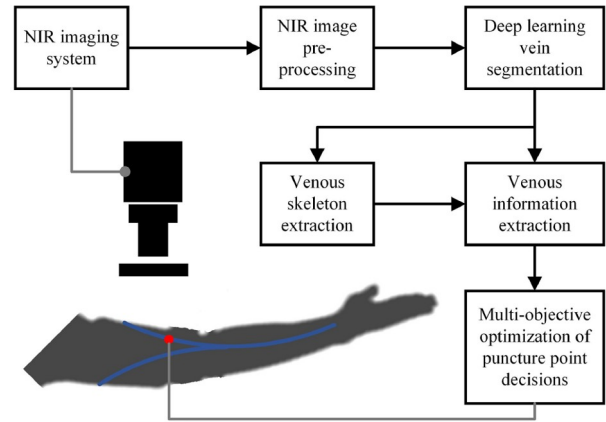 NIR imaging
system
NIR image
pre-
processing
Deep learning
vein
segmentation
Venous
skeleton
extraction
Venous
information
extraction
Multi-objective
optimization of
puncture point
decisions